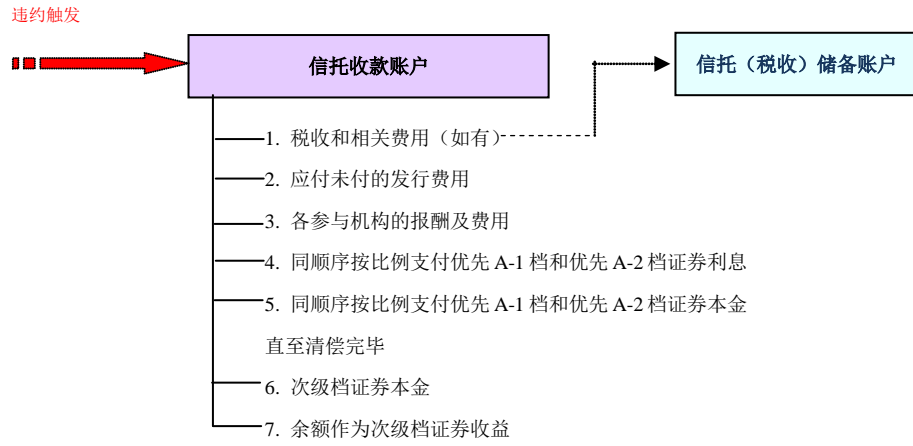 违约触发
信托收款账户
信托（税收）储备账户
1. 税收和相关费用（如有）
2. 应付未付的发行费用
3. 各参与机构的报酬及费用
4. 同顺序按比例支付优先 A-1 档和优先 A-2 档证券利息
5. 同顺序按比例支付优先 A-1 档和优先 A-2 档证券本金
直至清偿完毕
6. 次级档证券本金
7. 余额作为次级档证券收益